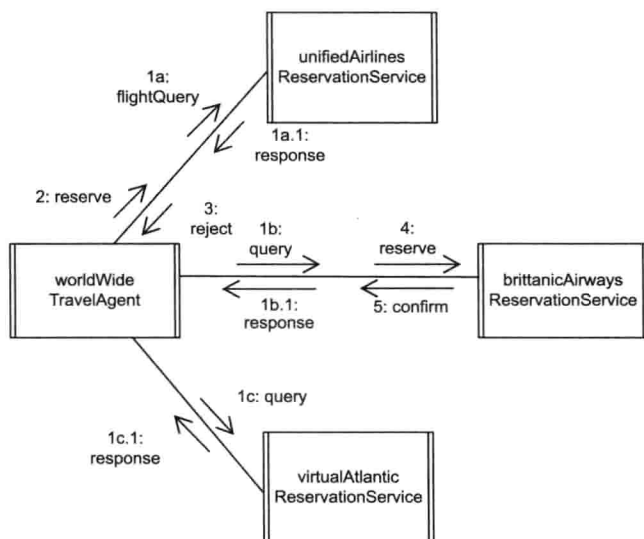 unifiedAirlines
ReservationService
1a:
flightQuery
1a.1:
response
2: reserve
3:
reject
1b:
query
4:
reserve
worldWide
TravelAgent
brittanicAirways
ReservationService
1b.1:
response
5: confirm
1c: query
1c.1:
response
virtualAtlantic
ReservationService